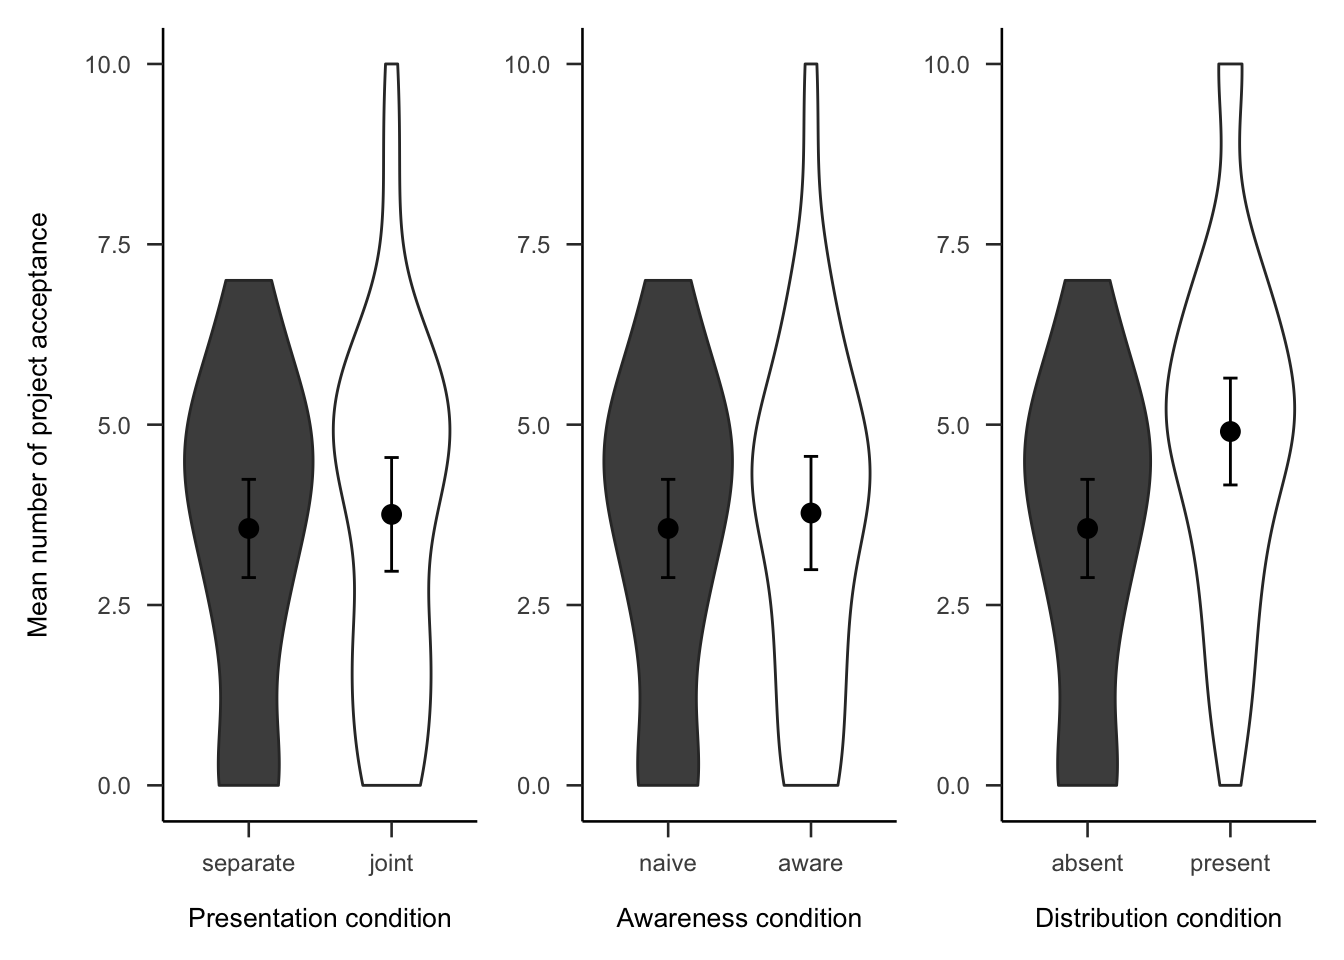 Mean number of project acceptance
10.0
7.5
5.0
2.5
0.0
separate joint
Presentation condition
10.0
7.5
5.0
2.5
0.0
naive aware
Awareness condition
10.0
7.5
5.0
2.5
0.0
absent present
Distribution condition